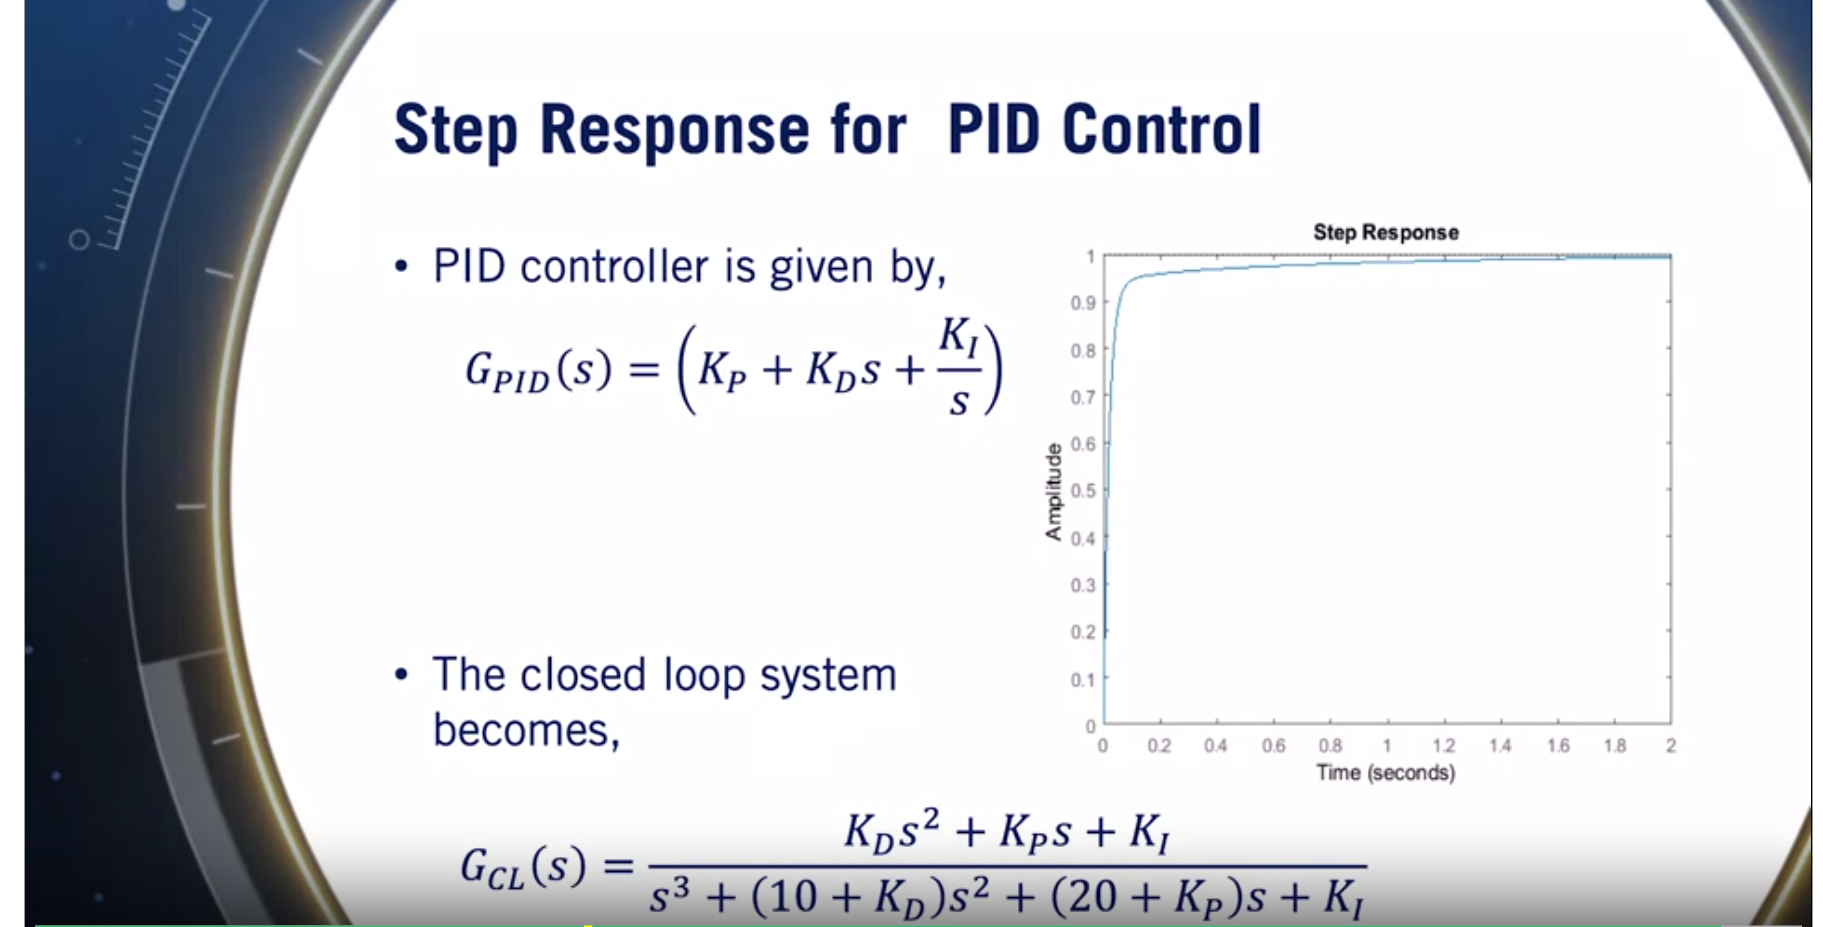 Step Response for PID Control
• PID controller is given by,
G_{PID}(s) = (K_P + K_D s + \frac{K_I}{s})
• The closed loop system
becomes,
G_{CL}(s) = \frac{K_D s^2 + K_P s + K_I}{s^3 + (10 + K_D)s^2 + (20 + K_P)s + K_I}
Step Response
1
0.9
0.8
0.7
0.6
0.5
0.4
0.3
0.2
0.1
0
Amplitude
0 0.2 0.4 0.6 0.8 1 1.2 1.4 1.6 1.8 2
Time (seconds)